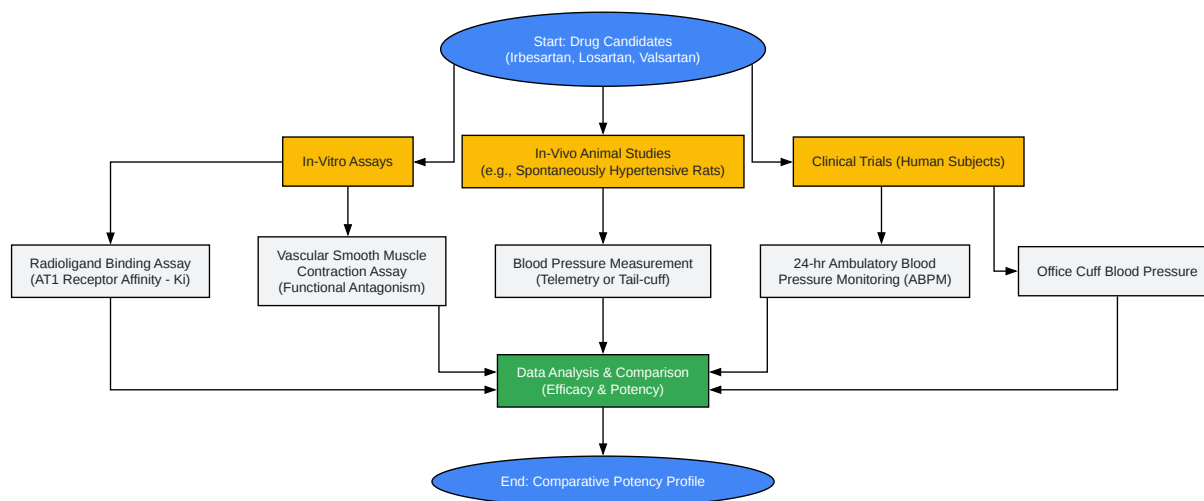 Start: Drug Candidates
(Irbesartan, Losartan, Valsartan)
In-Vitro Assays
In-Vivo Animal Studies
(e.g., Spontaneously Hypertensive Rats)
Clinical Trials (Human Subjects)
Radioligand Binding Assay
(AT1 Receptor Affinity - Ki)
Vascular Smooth Muscle
Contraction Assay
(Functional Antagonism)
Blood Pressure Measurement
(Telemetry or Tail-cuff)
24-hr Ambulatory Blood
Pressure Monitoring (ABPM)
Office Cuff Blood Pressure
Data Analysis & Comparison
(Efficacy & Potency)
End: Comparative Potency Profile